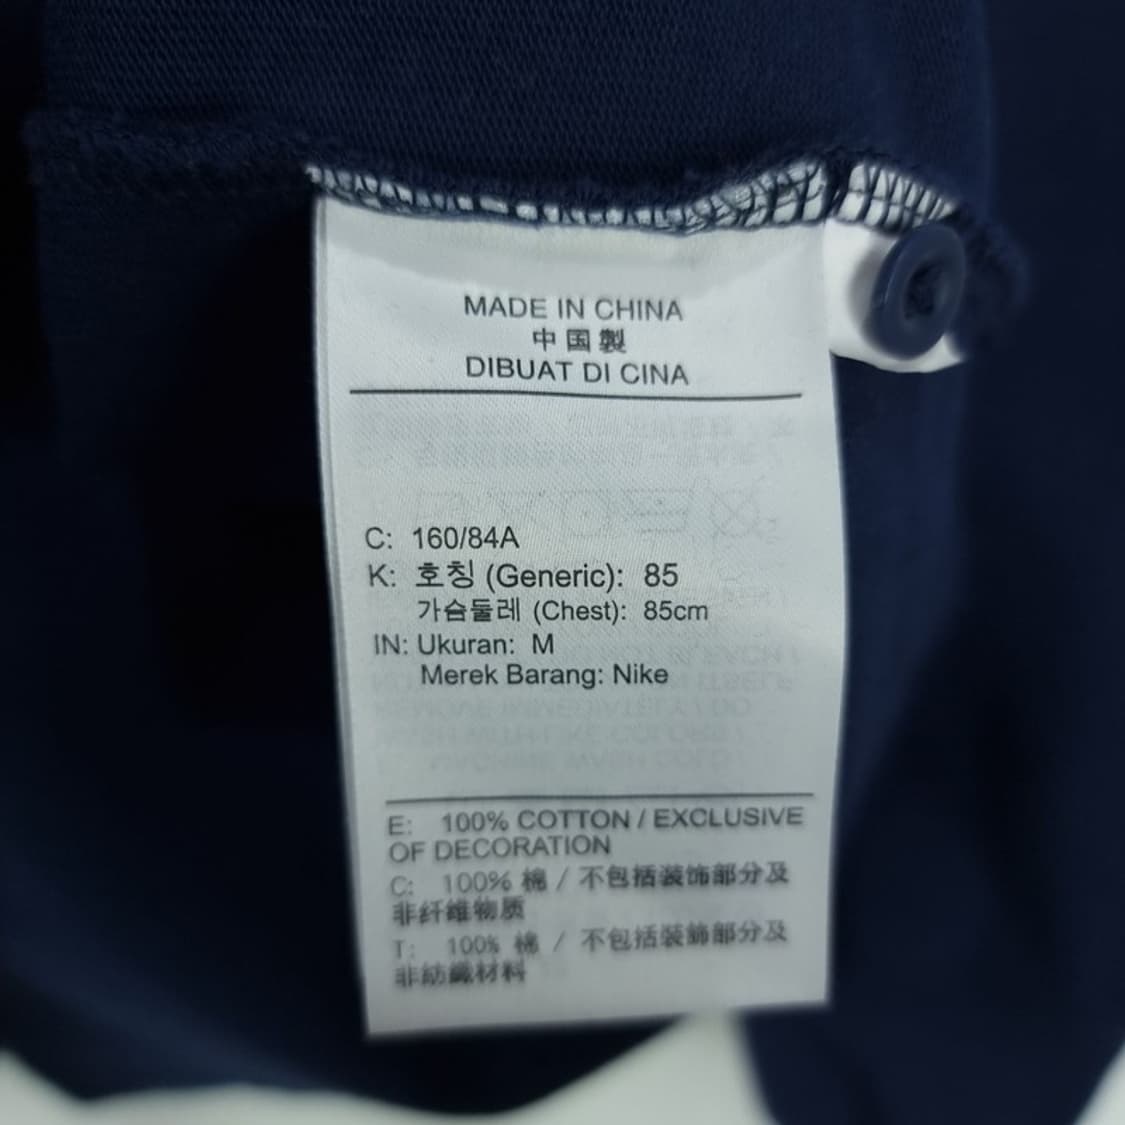 MADE IN CHINA
中国製
DIBUAT DI CINA
C: 160/84A
K: 호칭 (Generic): 85
가슴둘레 (Chest): 85cm
IN: Ukuran: M
Merek Barang: Nike
E: 100% COTTON / EXCLUSIVE
OF DECORATION
C: 100% 棉 / 不包括装饰部分及
非纤维物质
T: 100% 棉 / 不包括裝飾部分及
非紡織材料